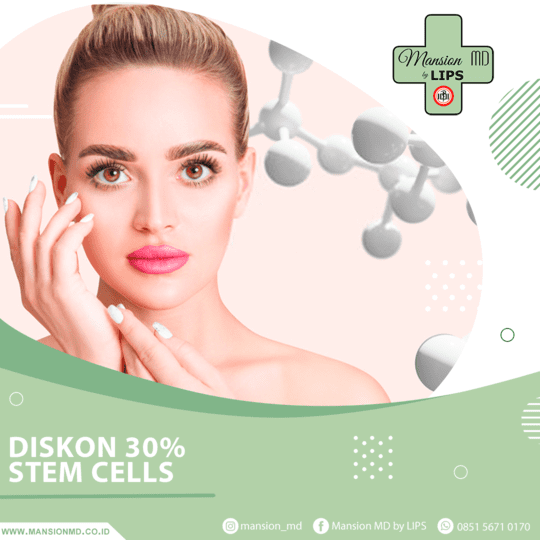 Mansion MD
by LIPS
DISKON 30%
STEM CELLS
WWW.MANSIONMD.CO.ID
mansion_md
Mansion MD by LIPS
0851 5671 0170